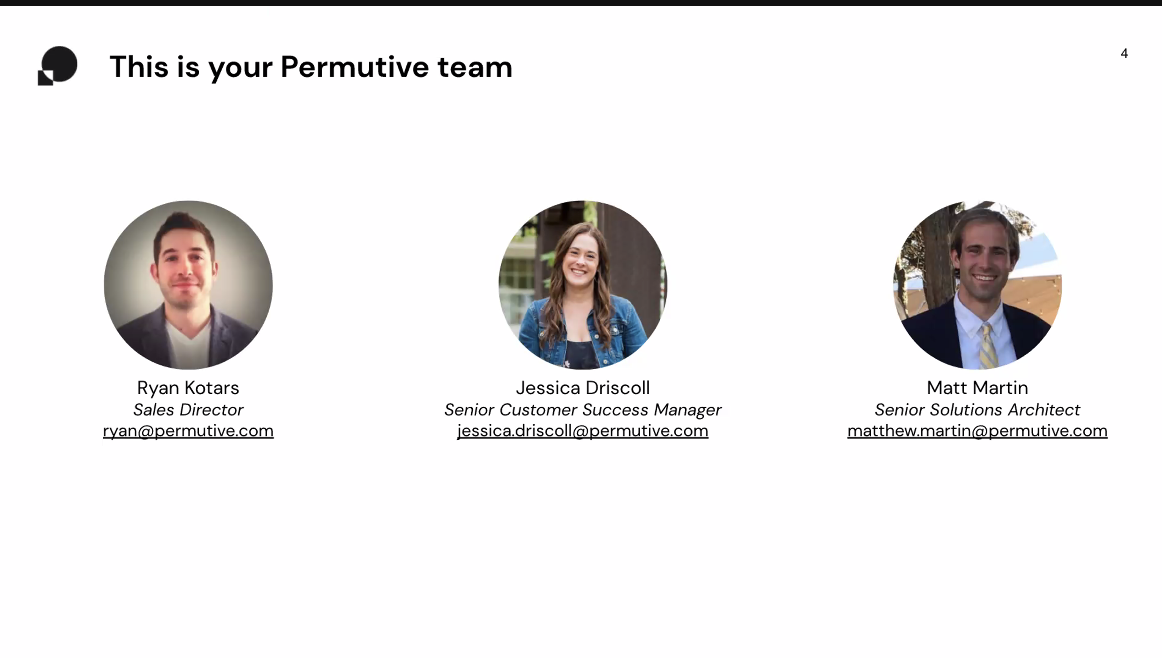 This is your Permutive team
4
Ryan Kotars
Sales Director
ryan@permutive.com
Jessica Driscoll
Senior Customer Success Manager
jessica.driscoll@permutive.com
Matt Martin
Senior Solutions Architect
matthew.martin@permutive.com